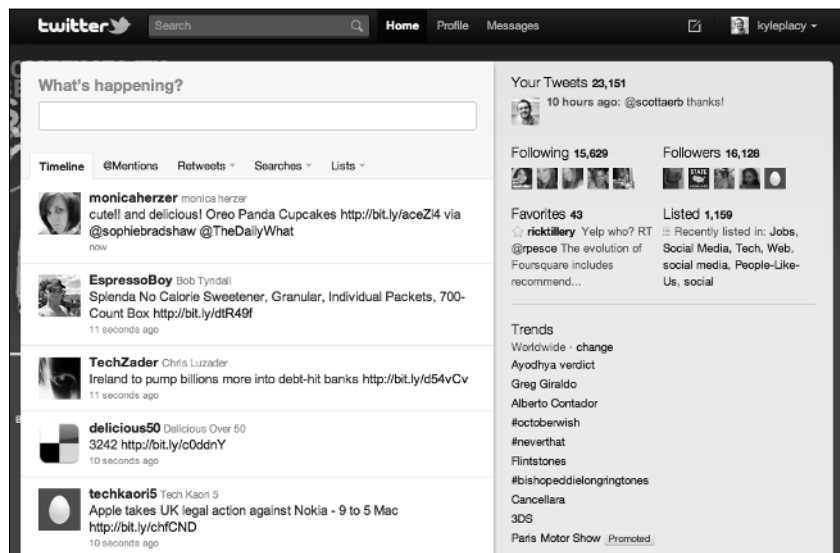 twitter
Search
Home Profile Messages
kyleplacy
What's happening?
Timeline @Mentions Retweets Searches Lists
monicaherzer monica herzer
cute!! and delicious! Oreo Panda Cupcakes http://bit.ly/aceZl4 via
@sophiebradshaw @TheDailyWhat
now
EspressoBoy Bob Tyndall
Splenda No Calorie Sweetener, Granular, Individual Packets, 700-
Count Box http://bit.ly/dtR49f
11 seconds ago
TechZader Chris Luzader
Ireland to pump billions more into debt-hit banks http://bit.ly/d54vCv
11 seconds ago
delicious50 Delicious Over 50
3242 http://bit.ly/c0ddnY
10 seconds ago
techkaori5 Tech Kaori 5
Apple takes UK legal action against Nokia - 9 to 5 Mac
http://bit.ly/chfCND
10 seconds ago
Your Tweets 23,151
10 hours ago: @scottaerb thanks!
Following 15,629
Followers 16,128
Favorites 43
ricktillery Yelp who? RT
@rpesce The evolution of
Foursquare includes
recommend...
Listed 1,159
Recently listed in: Jobs,
Social Media, Tech, Web,
social media, People-Like-
Us, social
Trends
Worldwide · change
Ayodhya verdict
Greg Giraldo
Alberto Contador
#octoberwish
#neverthat
Flintstones
#bishopeddielongringtones
Cancellara
3DS
Paris Motor Show Promoted